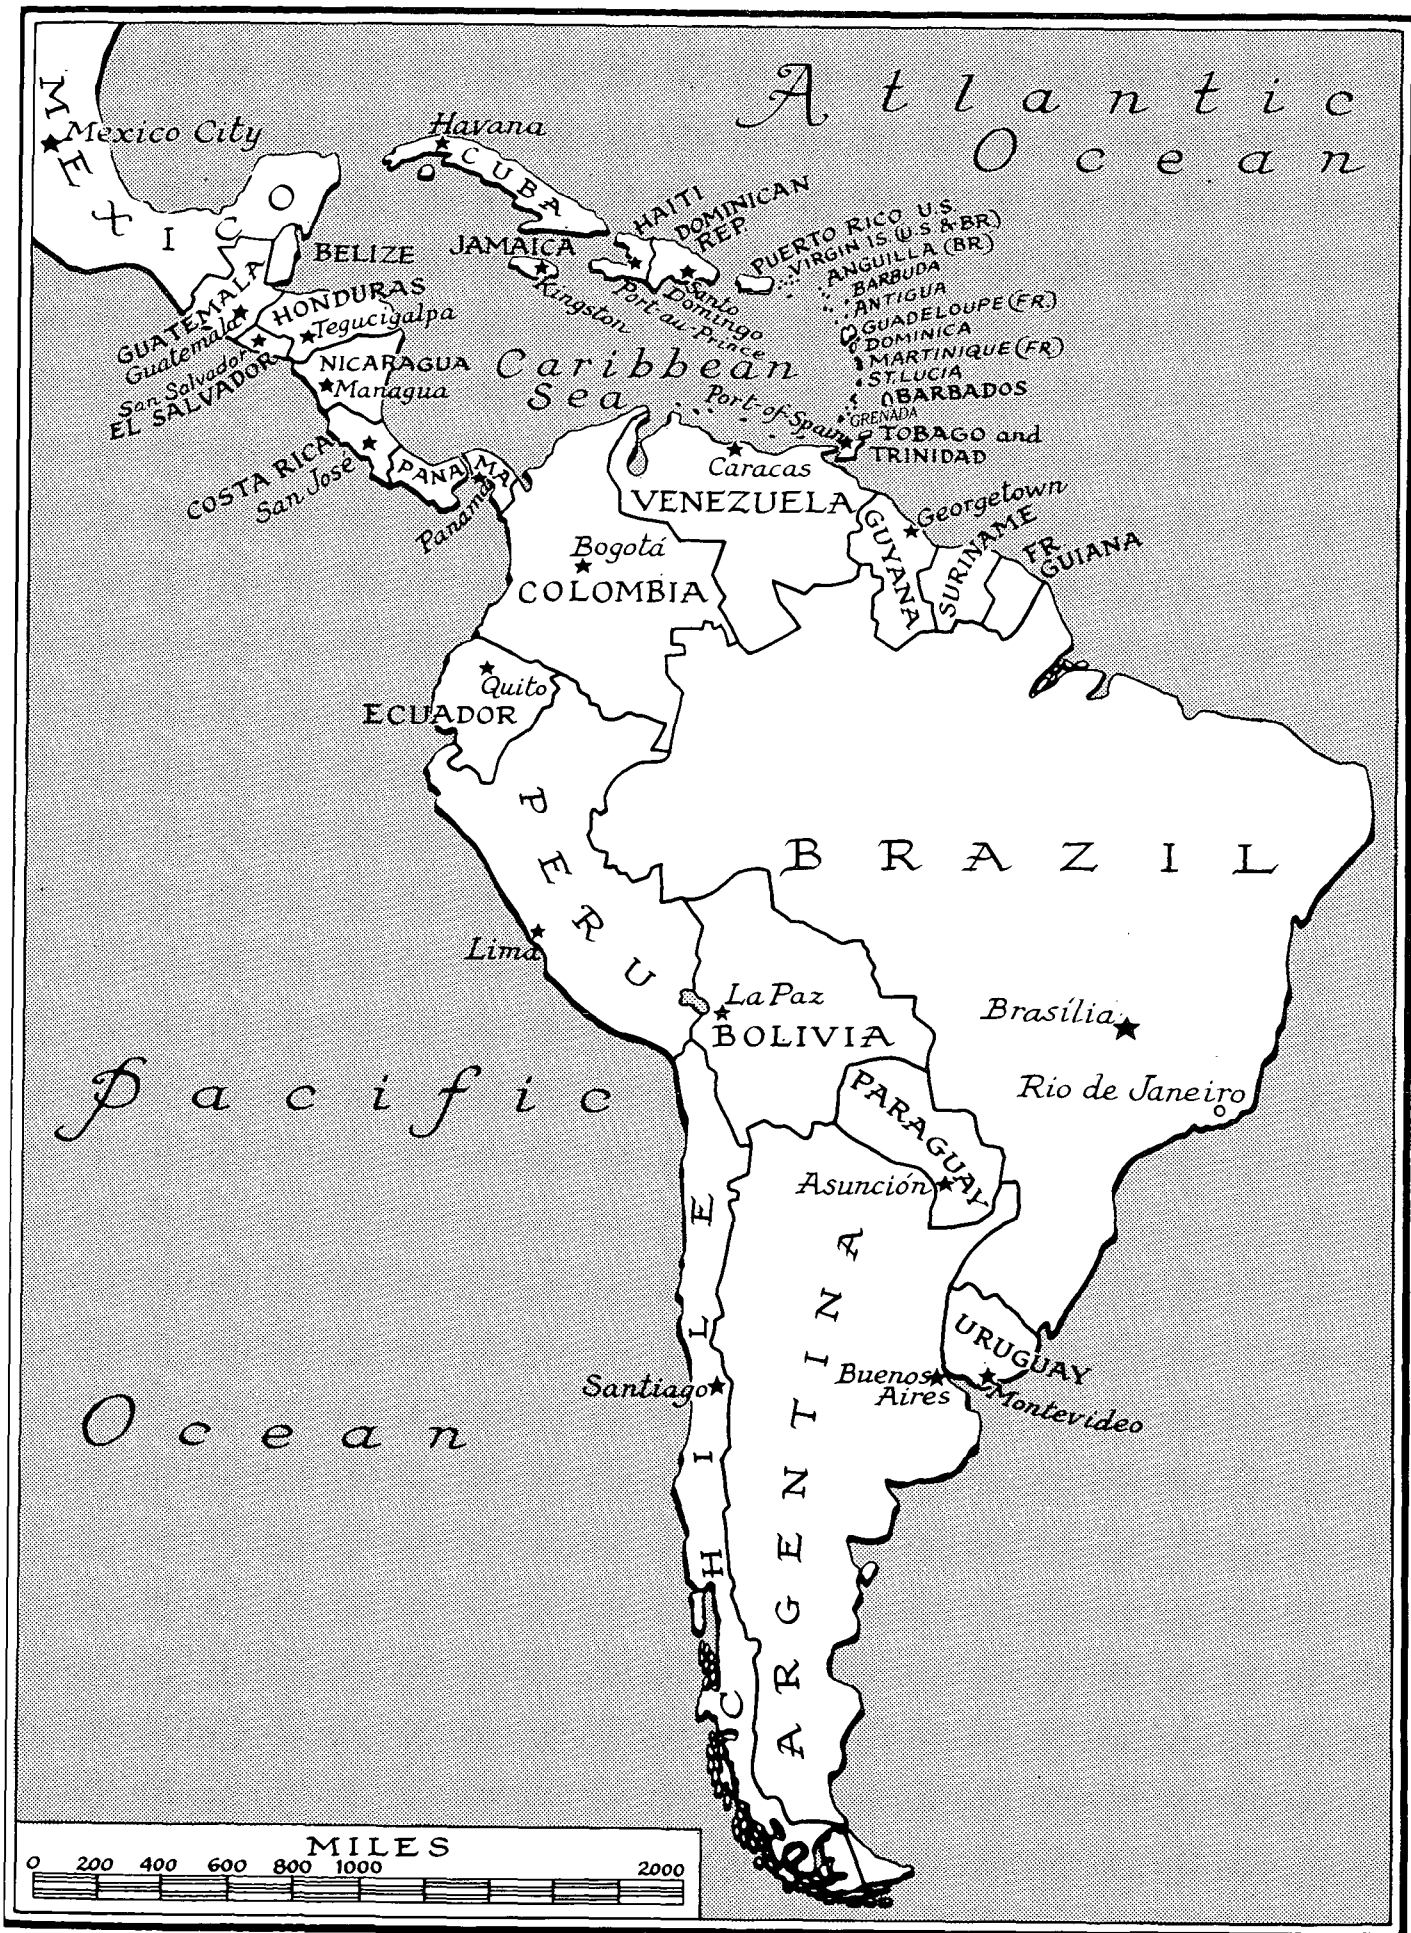 Atlantic
Ocean
MEXICO
Mexico City
Havana
CUBA
HAITI
DOMINICAN
REP.
PUERTO RICO U.S
VIRGIN IS. (U.S & BR.)
ANGUILLA (BR)
BARBUDA
ANTIGUA
GUADELOUPE (FR.)
DOMINICA
MARTINIQUE (FR)
ST. LUCIA
BARBADOS
GRENADA
TOBAGO and
TRINIDAD
BELIZE
JAMAICA
Kingston
Port-au-Prince
Santo
Domingo
GUATEMALA
Guatemala
HONDURAS
Tegucigalpa
San Salvador
EL SALVADOR
NICARAGUA
Managua
Caribbean
Sea
Port-of-Spain
COSTA RICA
San José
PANAMA
Panamá
Caracas
VENEZUELA
Georgetown
GUYANA
SURINAME
FR.
GUIANA
Bogotá
COLOMBIA
Quito
ECUADOR
PERU
BRAZIL
Lima
La Paz
BOLIVIA
Brasília
Rio de Janeiro
Pacific
Ocean
PARAGUAY
Asunción
CHILE
ARGENTINA
URUGUAY
Santiago
Buenos
Aires
Montevideo
MILES
0 200 400 600 800 1000 2000